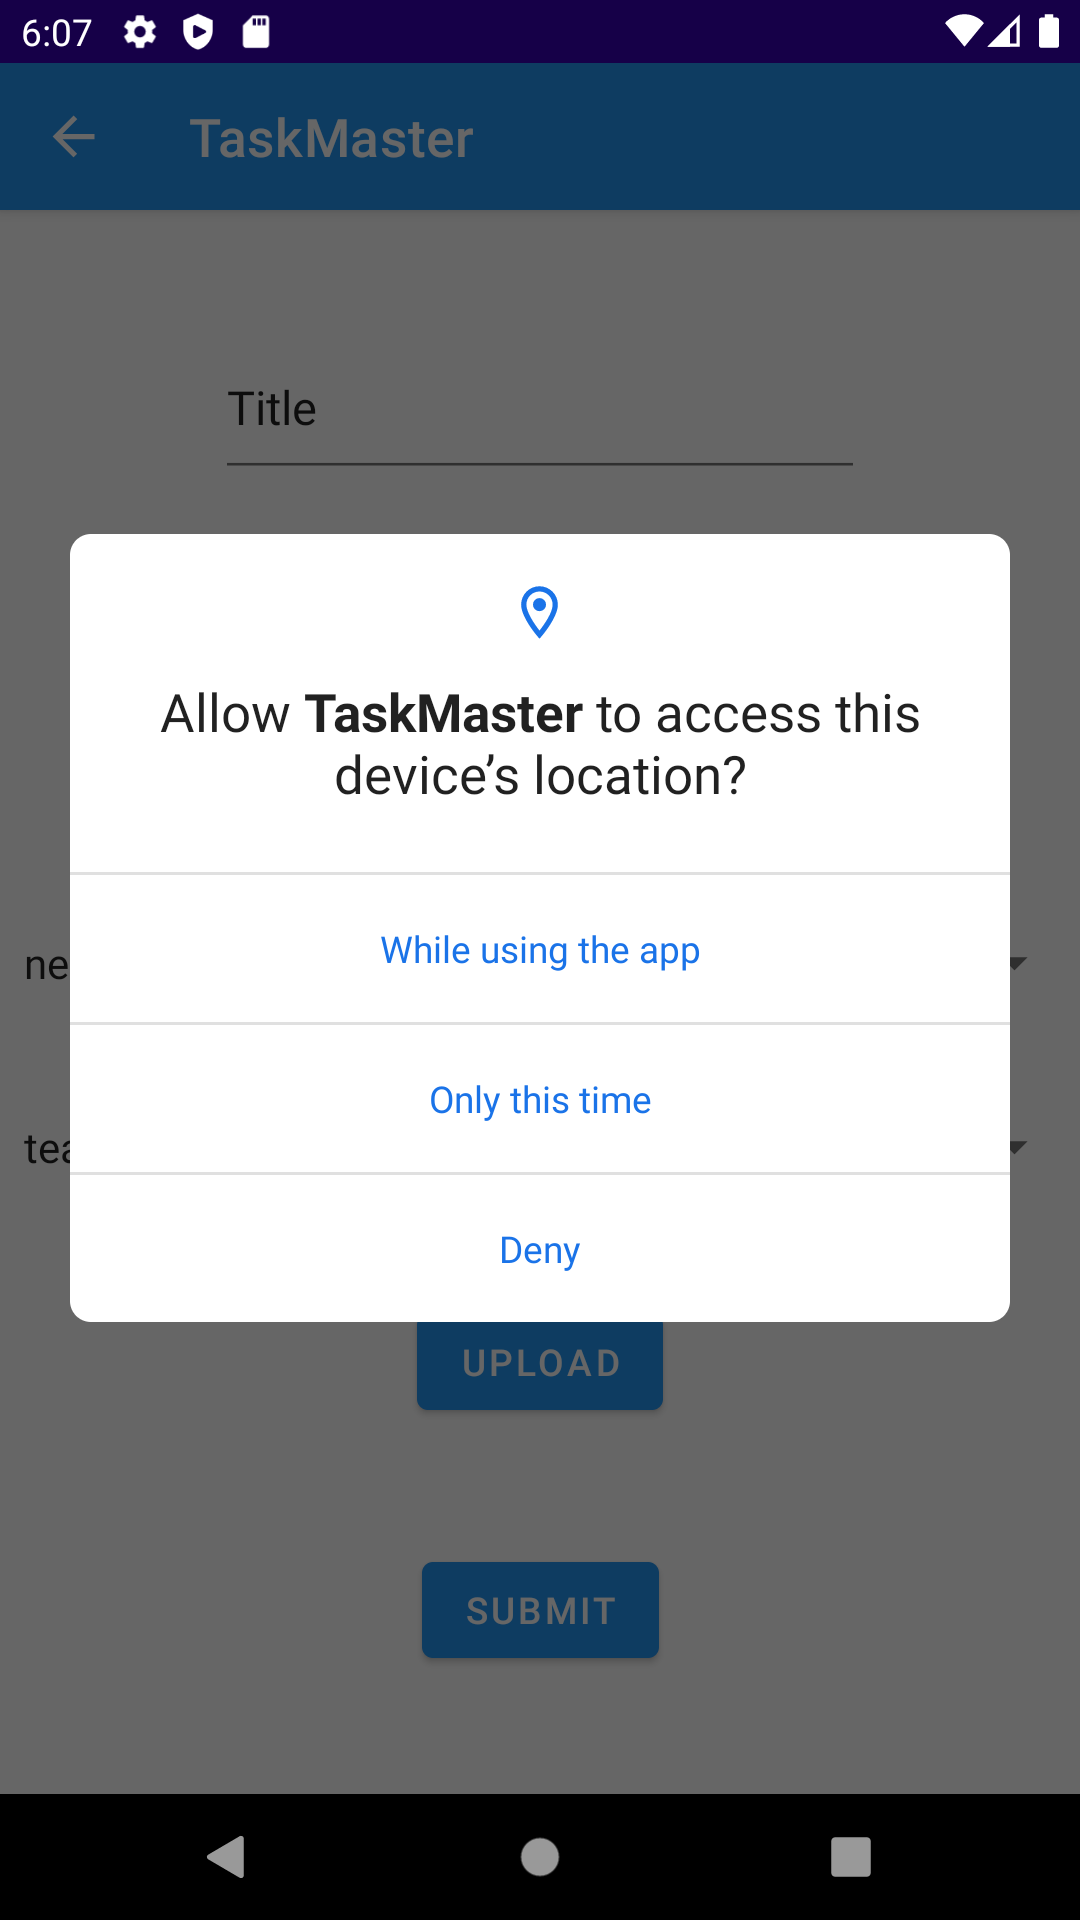 6:07
TaskMaster
Title
Allow TaskMaster to access this
device’s location?
While using the app
ne
Only this time
tea
Deny
UPLOAD
SUBMIT